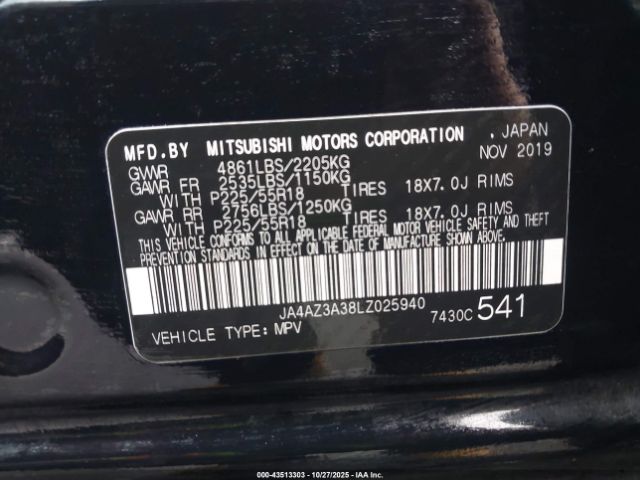 MFD.BY MITSUBISHI MOTORS CORPORATION , JAPAN
GVWR 4861LBS/2205KG NOV 2019
GAWR FR 2535LBS/1150KG
WITH P225/55R18 TIRES 18X7.0J RIMS
GAWR RR 2756LBS/1250KG
WITH P225/55R18 TIRES 18X7.0J RIMS
THIS VEHICLE CONFORMS TO ALL APPLICABLE FEDERAL MOTOR VEHICLE SAFETY AND THEFT
PREVENTION STANDARDS IN EFFECT ON THE DATE OF MANUFACTURE SHOWN ABOVE.
JA4AZ3A38LZ025940 7430C 541
VEHICLE TYPE: MPV
000-43513303 - 10/27/2025 - IAAI.COM